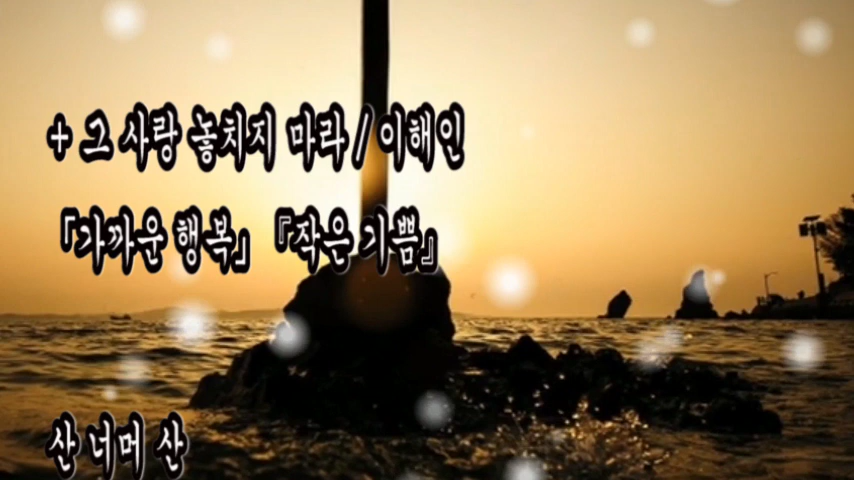 + 그 사랑 놓치지 마라 / 이해인
「가까운 행복」 『작은 기쁨』
산 너머 산